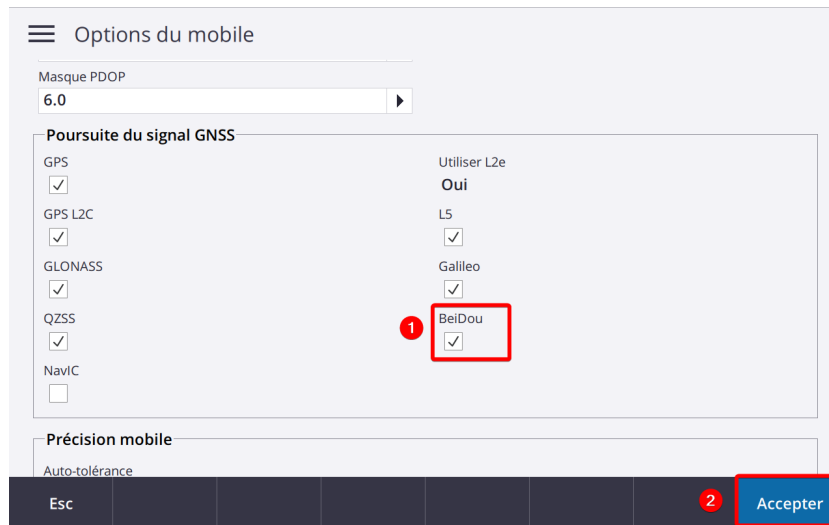 Options du mobile
Masque PDOP
6.0
Poursuite du signal GNSS
GPS
Utiliser L2e
Oui
GPS L2C
L5
GLONASS
Galileo
QZSS
1
BeiDou
NavIC
Précision mobile
Auto-tolérance
Esc
2
Accepter